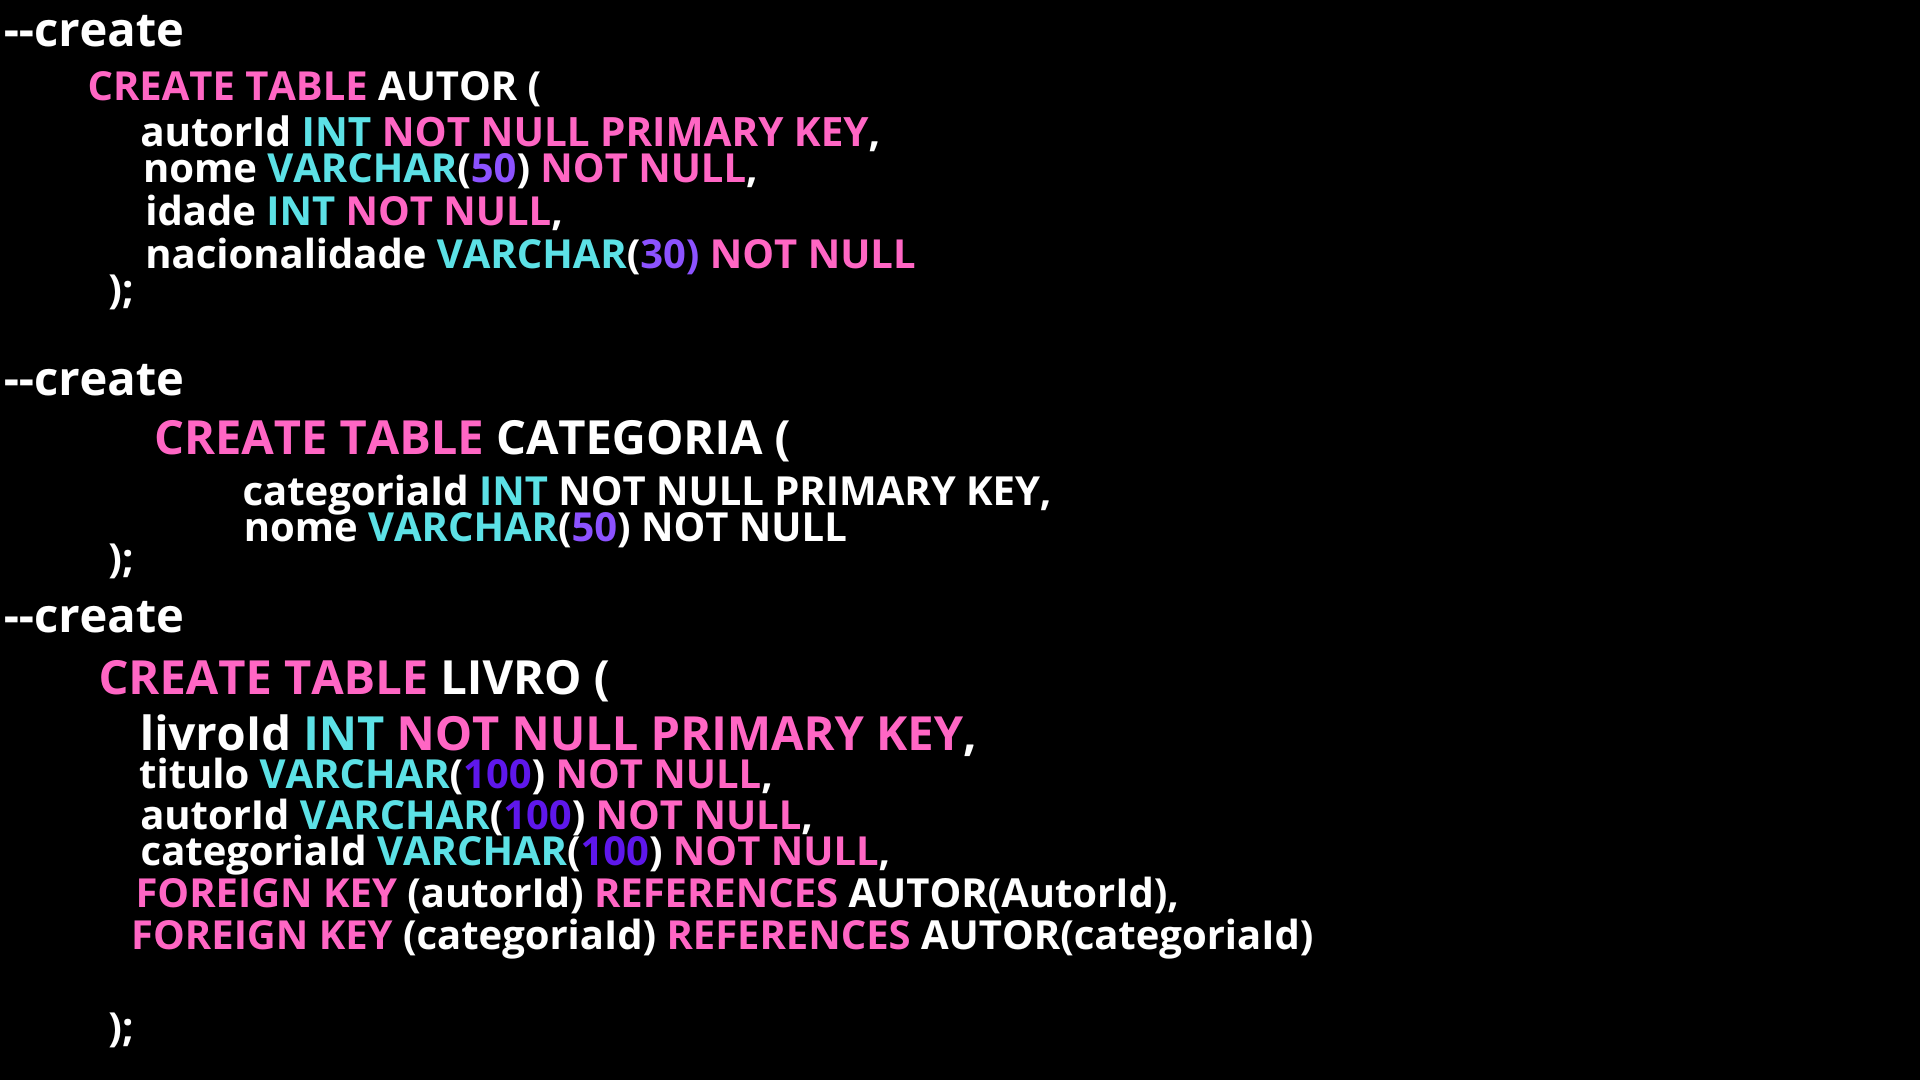 --create
CREATE TABLE AUTOR (
autorId INT NOT NULL PRIMARY KEY,
nome VARCHAR(50) NOT NULL,
idade INT NOT NULL,
nacionalidade VARCHAR(30) NOT NULL
);
--create
CREATE TABLE CATEGORIA (
categoriaId INT NOT NULL PRIMARY KEY,
nome VARCHAR(50) NOT NULL
);
--create
CREATE TABLE LIVRO (
livroId INT NOT NULL PRIMARY KEY,
titulo VARCHAR(100) NOT NULL,
autorId VARCHAR(100) NOT NULL,
categoriaId VARCHAR(100) NOT NULL,
FOREIGN KEY (autorId) REFERENCES AUTOR(AutorId),
FOREIGN KEY (categoriaId) REFERENCES AUTOR(categoriaId)
);